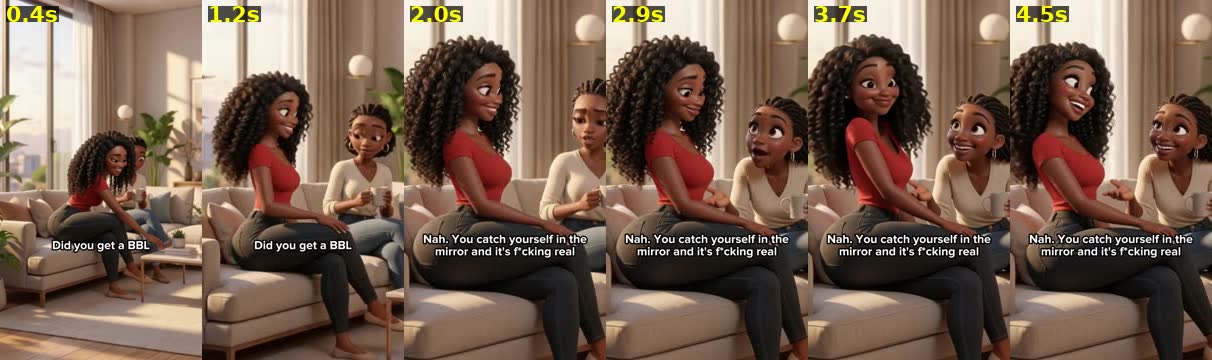 0.4s
1.2s
2.0s
2.9s
3.7s
4.5s
Did you get a BBL
Did you get a BBL
Nah. You catch yourself in the
mirror and it's f*cking real
Nah. You catch yourself in the
mirror and it's f*cking real
Nah. You catch yourself in the
mirror and it's f*cking real
Nah. You catch yourself in the
mirror and it's f*cking real